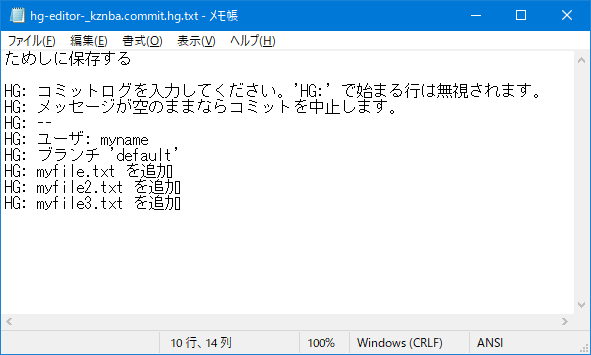 hg-editor-_kznba.commit.hg.txt - メモ帳
ファイル(F) 編集(E) 書式(O) 表示(V) ヘルプ(H)
ためしに保存する
HG: コミットログを入力してください。'HG:' で始まる行は無視されます。
HG: メッセージが空のままならコミットを中止します。
HG: --
HG: ユーザ: myname
HG: ブランチ 'default'
HG: myfile.txt を追加
HG: myfile2.txt を追加
HG: myfile3.txt を追加
10 行、14 列 100% Windows (CRLF) ANSI